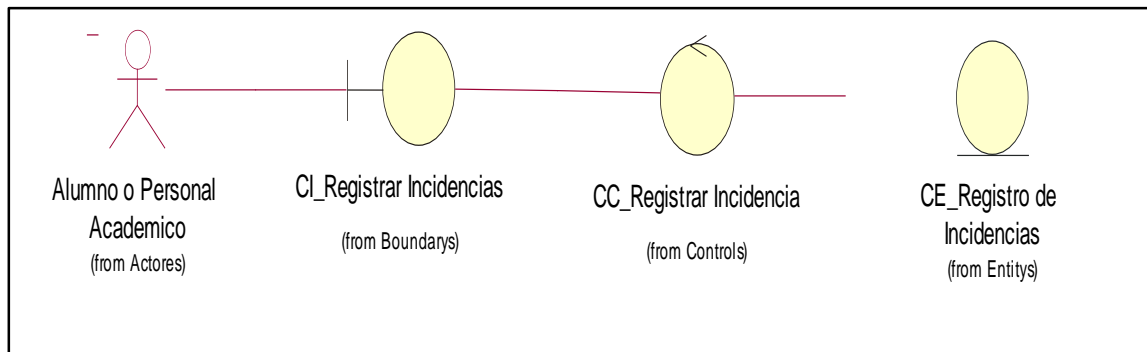 Alumno o Personal
Academico
(from Actores)
CI_Registrar Incidencias
(from Boundarys)
CC_Registrar Incidencia
(from Controls)
CE_Registro de
Incidencias
(from Entitys)